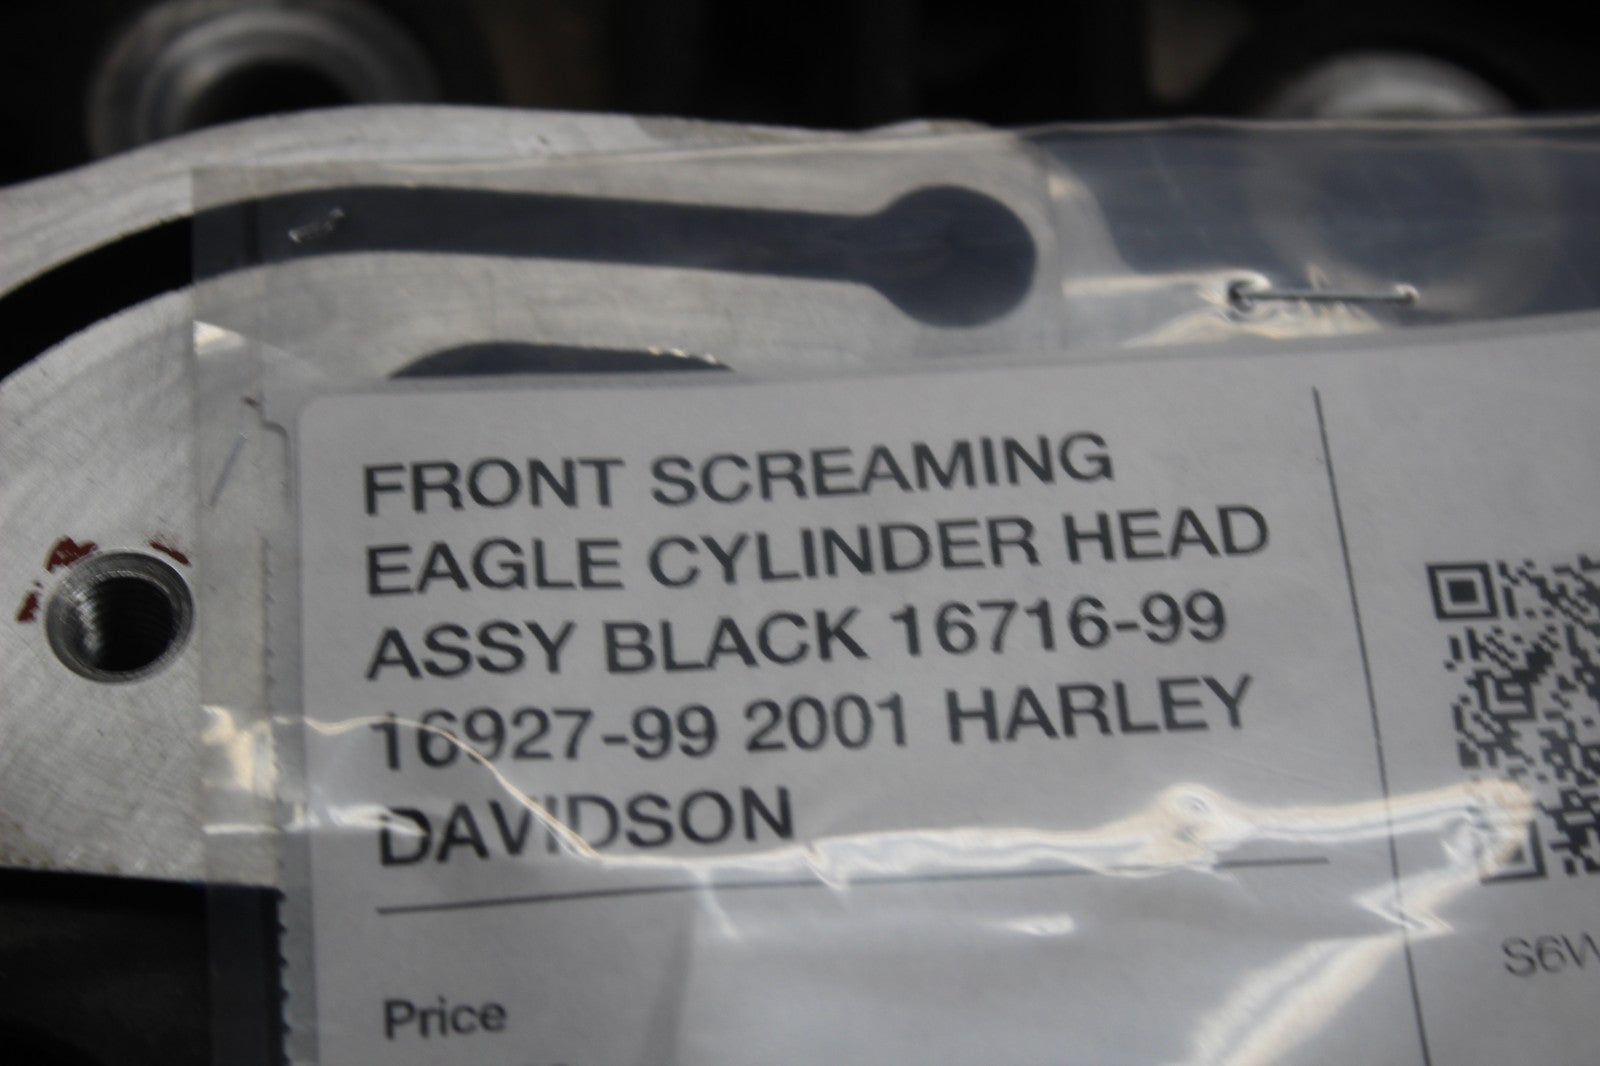 FRONT SCREAMING
EAGLE CYLINDER HEAD
ASSY BLACK 16716-99
16927-99 2001 HARLEY
DAVIDSON
Price